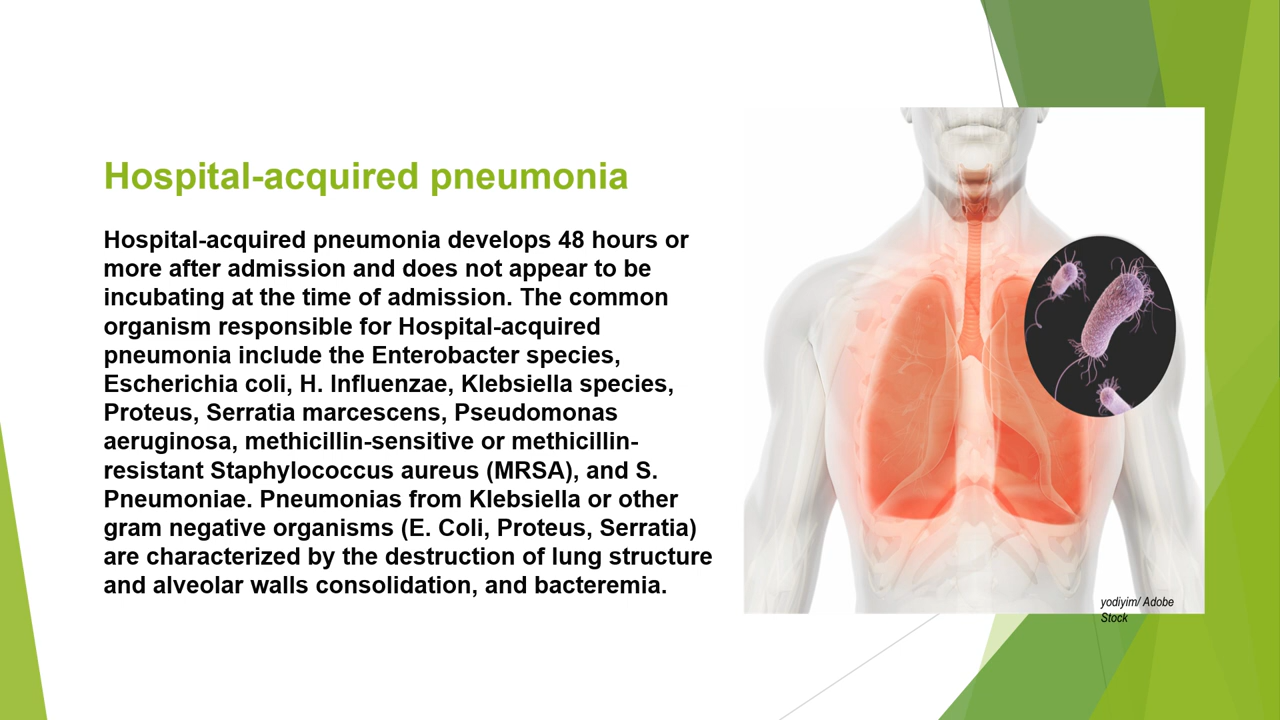 Hospital-acquired pneumonia
Hospital-acquired pneumonia develops 48 hours or
more after admission and does not appear to be
incubating at the time of admission. The common
organism responsible for Hospital-acquired
pneumonia include the Enterobacter species,
Escherichia coli, H. Influenzae, Klebsiella species,
Proteus, Serratia marcescens, Pseudomonas
aeruginosa, methicillin-sensitive or methicillin-
resistant Staphylococcus aureus (MRSA), and S.
Pneumoniae. Pneumonias from Klebsiella or other
gram negative organisms (E. Coli, Proteus, Serratia)
are characterized by the destruction of lung structure
and alveolar walls consolidation, and bacteremia.
yodiyim/ Adobe
Stock